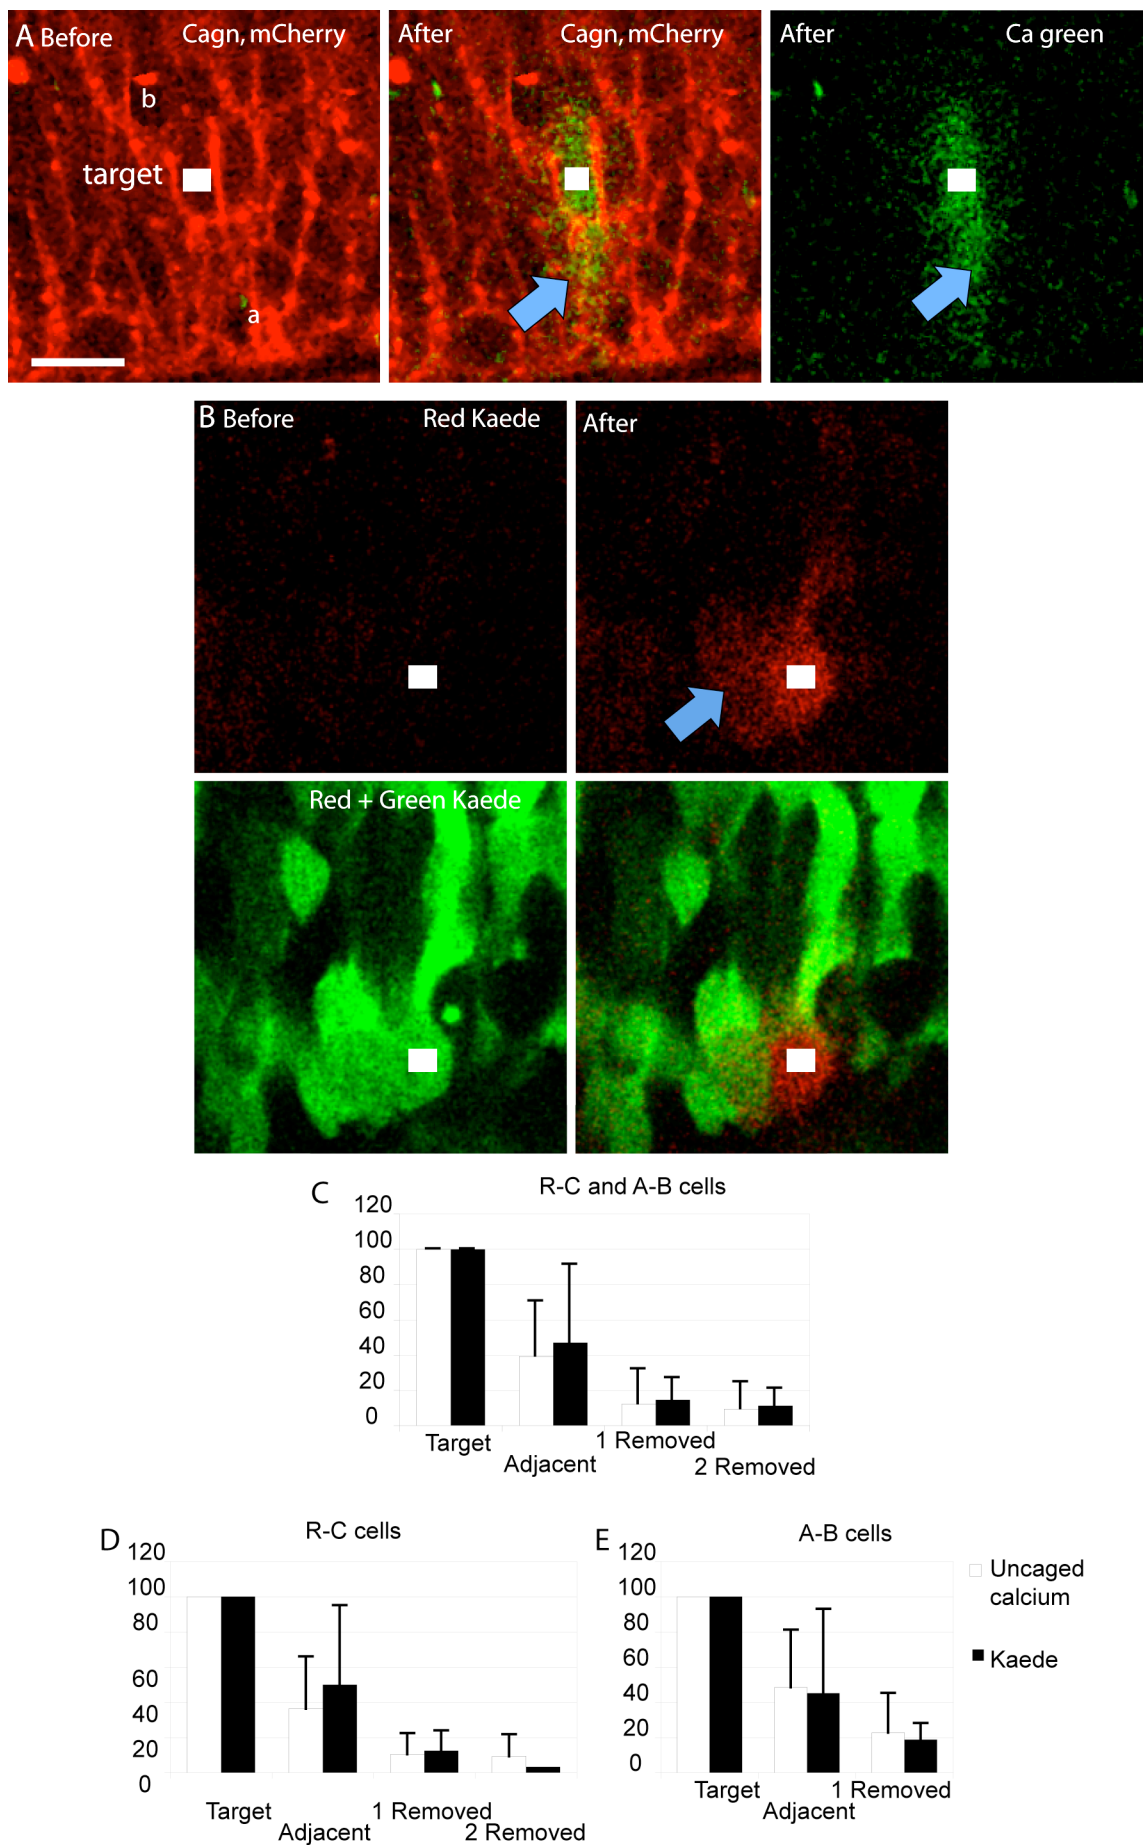 A Before Cagn, mCherry
b
target
a
After Cagn, mCherry
After Ca green
B Before Red Kaede
After
Red + Green Kaede
C
R-C and A-B cells
120
100
80
60
40
20
0
Target
Adjacent
1 Removed
2 Removed
D
R-C cells
120
100
80
60
40
20
0
Target
Adjacent
1 Removed
2 Removed
E
A-B cells
120
100
80
60
40
20
0
Target
Adjacent
1 Removed
Uncaged
calcium
Kaede